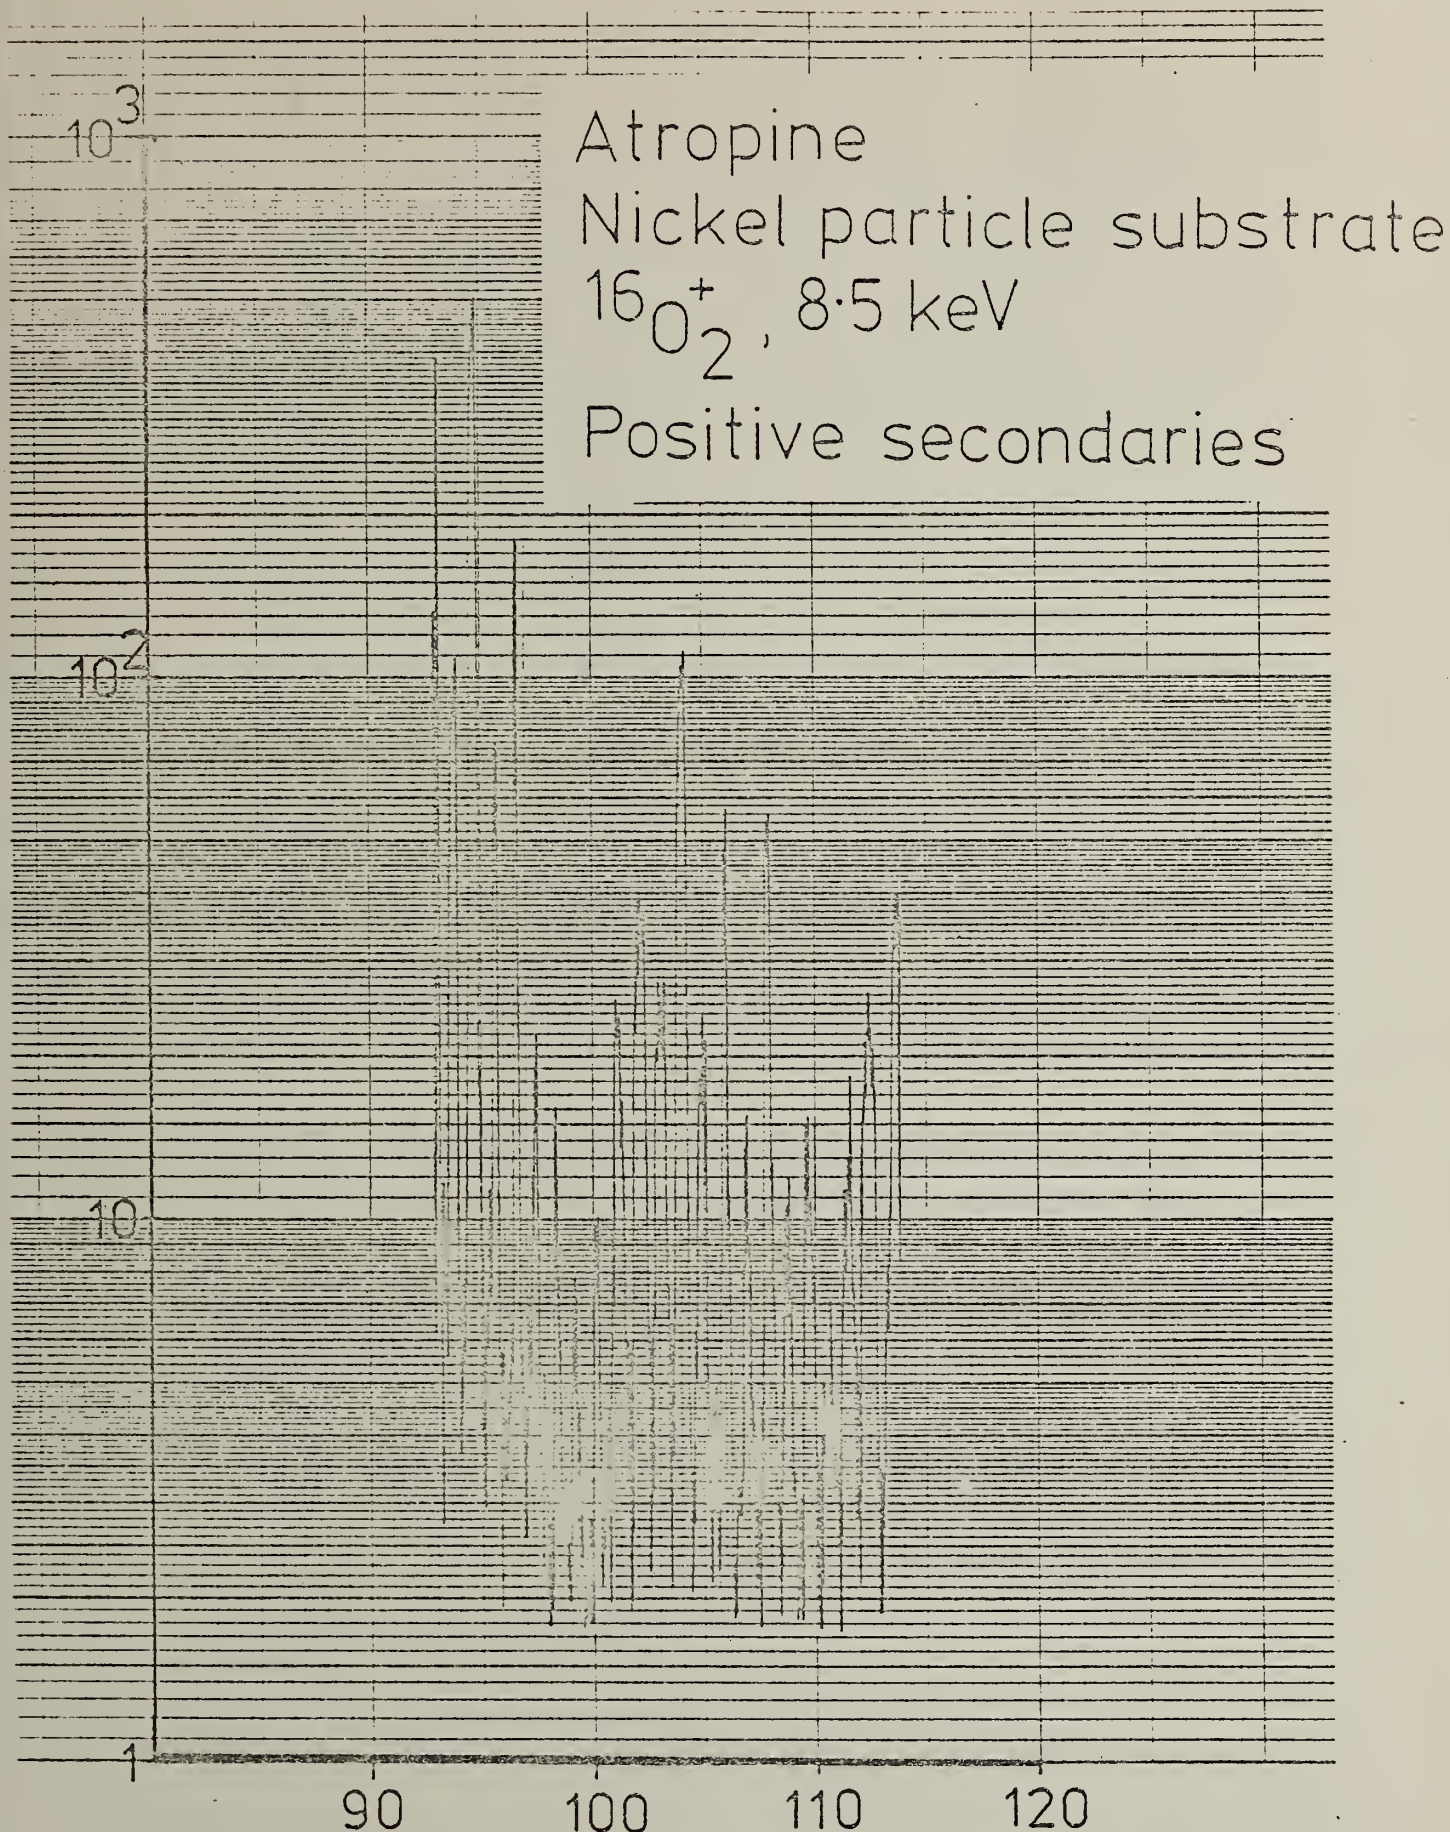 10³
Atropine
Nickel particle substrate
16O₂⁺, 8·5 keV
Positive secondaries
10²
10
1
90 100 110 120